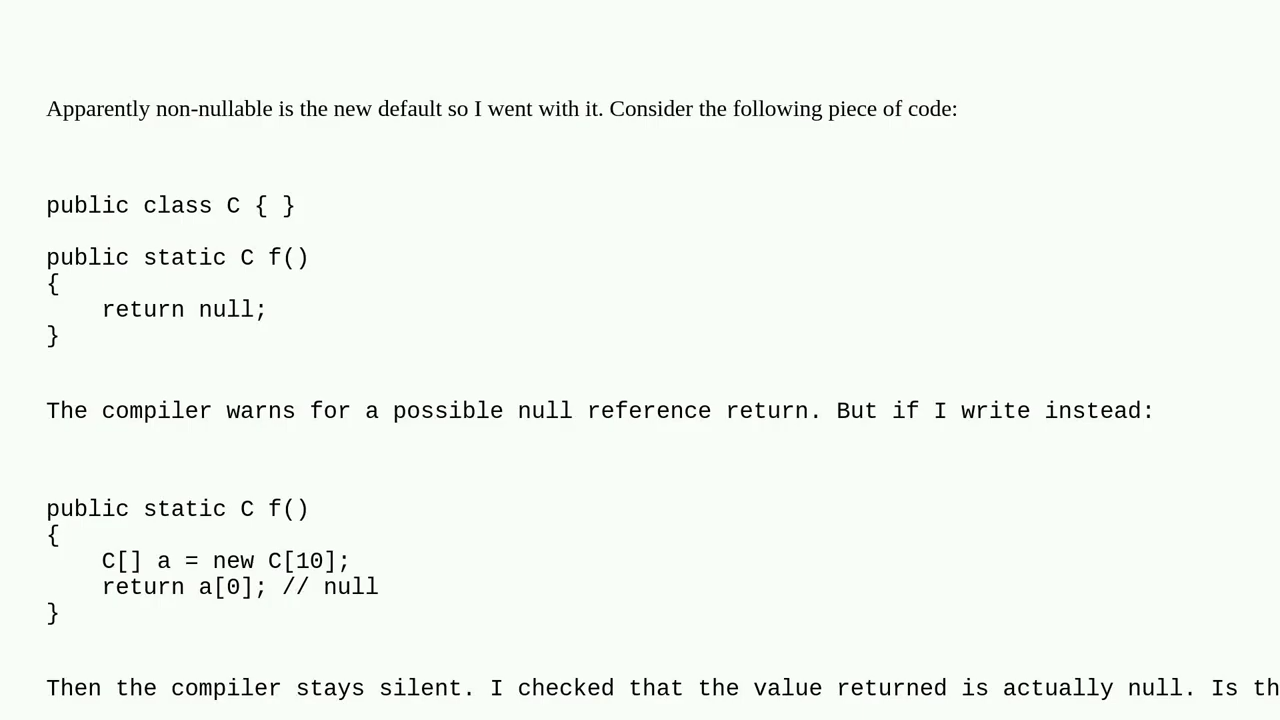 Apparently non-nullable is the new default so I went with it. Consider the following piece of code:
public class C { }
public static C f()
{
    return null;
}
The compiler warns for a possible null reference return. But if I write instead:
public static C f()
{
    C[] a = new C[10];
    return a[0]; // null
}
Then the compiler stays silent. I checked that the value returned is actually null. Is